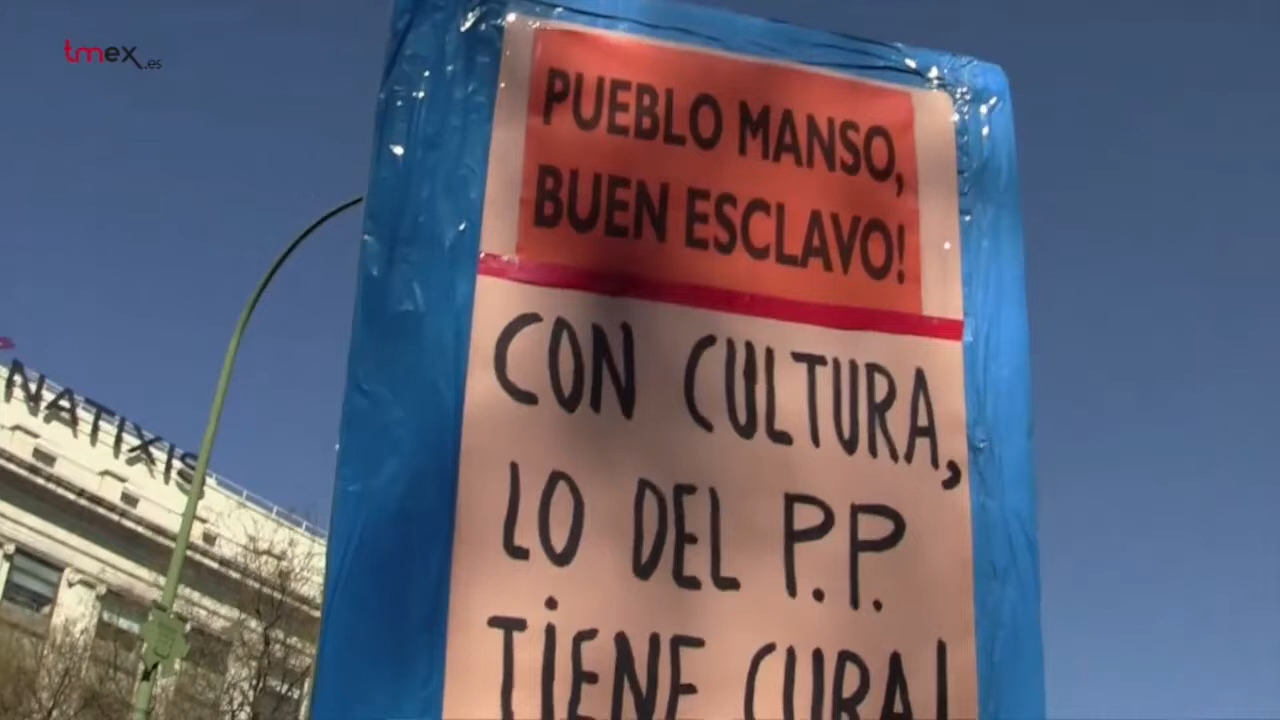 tmex.es
PUEBLO MANSO,
BUEN ESCLAVO!
CON CULTURA,
LO DEL P.P.
TIENE CURA!
NATIXIS